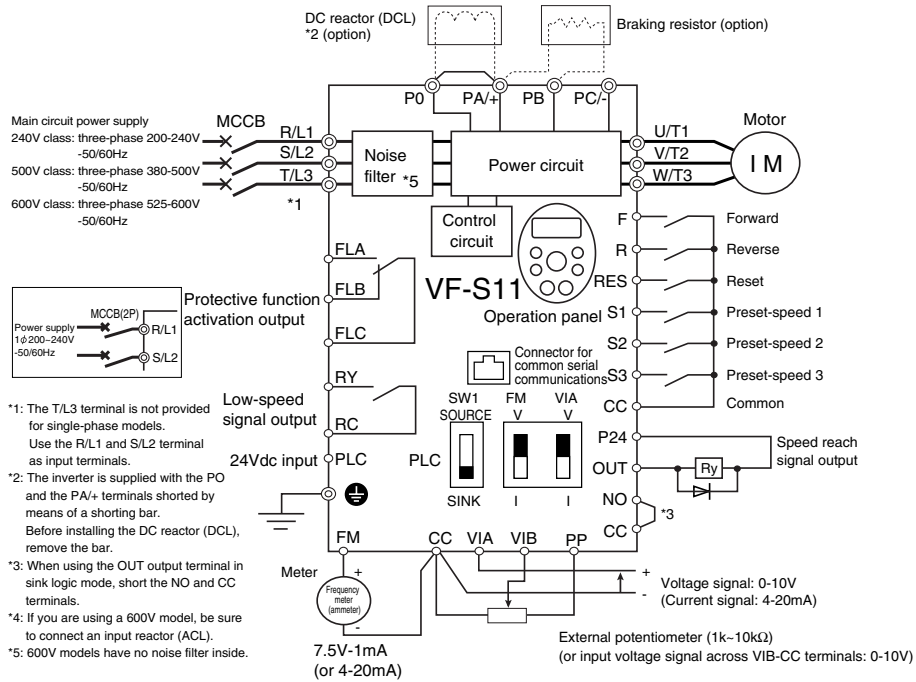 DC reactor (DCL)
*2 (option)
Braking resistor (option)
P0
PA/+
PB
PC/-
Main circuit power supply
240V class: three-phase 200-240V
-50/60Hz
500V class: three-phase 380-500V
-50/60Hz
600V class: three-phase 525-600V
-50/60Hz
MCCB
R/L1
S/L2
T/L3
*1
Noise
filter *5
Power circuit
Control
circuit
U/T1
V/T2
W/T3
Motor
I M
FLA
FLB
FLC
Protective function
activation output
VF-S11
Operation panel
F
Forward
R
Reverse
RES
Reset
S1
Preset-speed 1
S2
Preset-speed 2
S3
Preset-speed 3
CC
Common
MCCB(2P)
Power supply
1ϕ200~240V
-50/60Hz
R/L1
S/L2
Connector for
common serial
communications
RY
RC
Low-speed
signal output
24Vdc input
PLC
SW1
SOURCE
PLC
SINK
FM
V
I
VIA
V
I
P24
OUT
Ry
Speed reach
signal output
NO
CC
*3
*1: The T/L3 terminal is not provided
for single-phase models.
Use the R/L1 and S/L2 terminal
as input terminals.
*2: The inverter is supplied with the PO
and the PA/+ terminals shorted by
means of a shorting bar.
Before installing the DC reactor (DCL),
remove the bar.
*3: When using the OUT output terminal in
sink logic mode, short the NO and CC
terminals.
*4: If you are using a 600V model, be sure
to connect an input reactor (ACL).
*5: 600V models have no noise filter inside.
FM
CC
VIA
VIB
PP
Meter
+
Frequency
meter
(ammeter)
-
7.5V-1mA
(or 4-20mA)
+
-
Voltage signal: 0-10V
(Current signal: 4-20mA)
External potentiometer (1k~10kΩ)
(or input voltage signal across VIB-CC terminals: 0-10V)